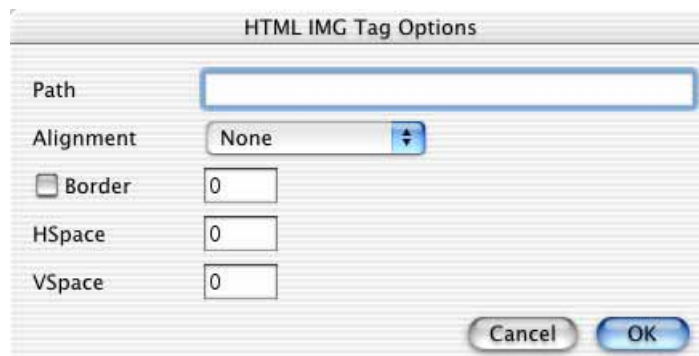 HTML IMG Tag Options
Path
Alignment None
Border 0
HSpace 0
VSpace 0
Cancel OK